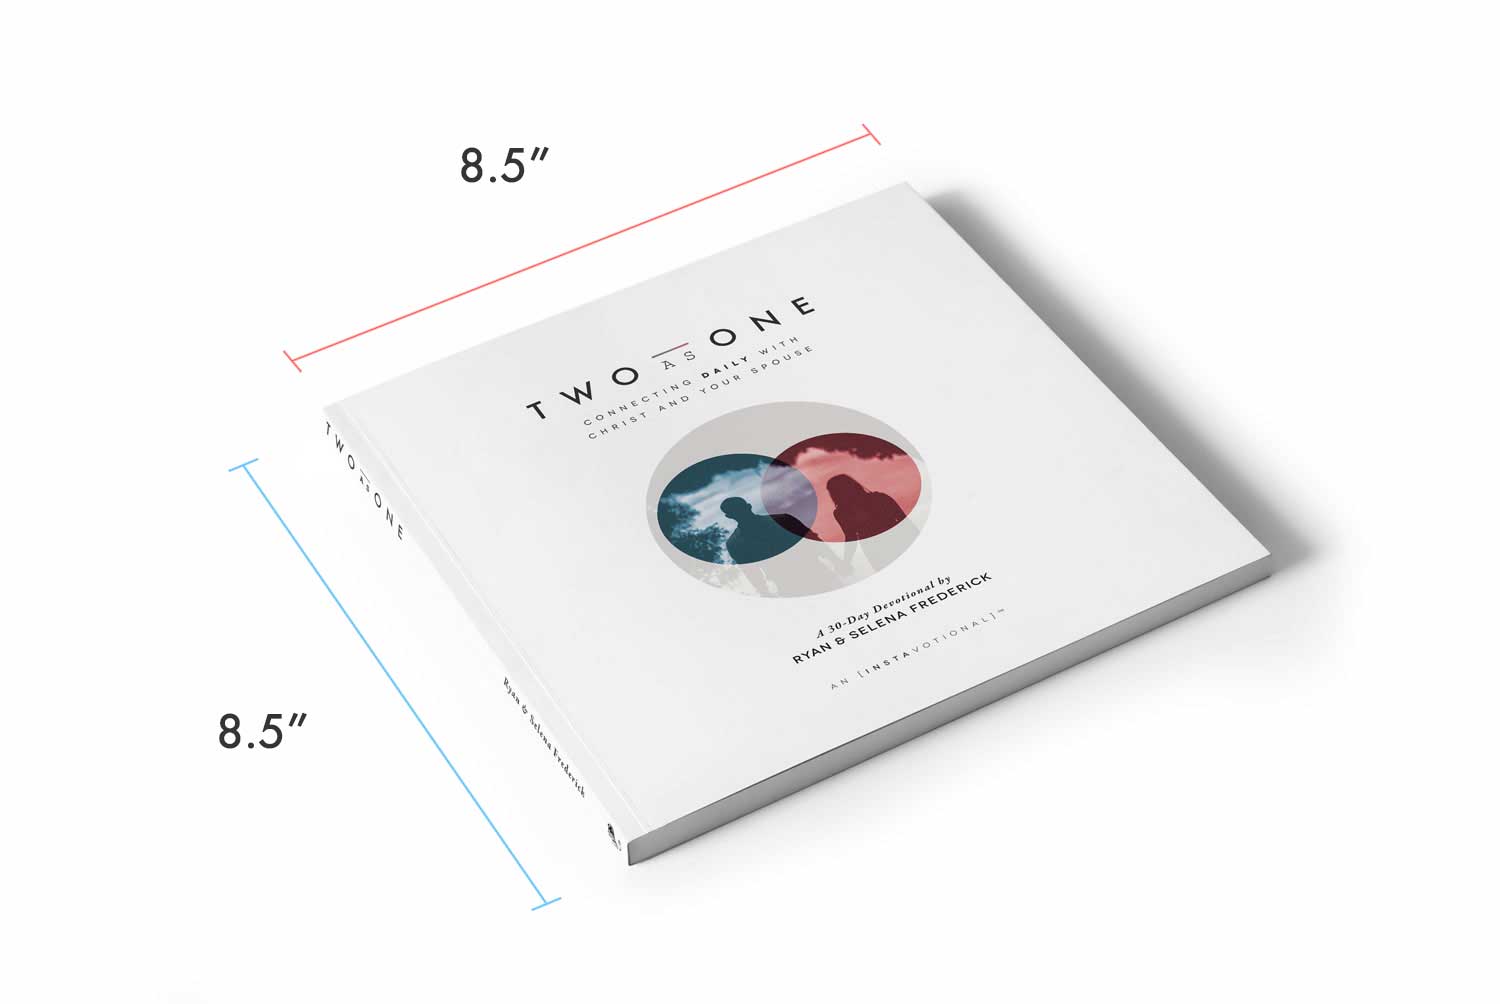 8.5″
TWO AS ONE
CONNECTING DAILY WITH
CHRIST AND YOUR SPOUSE
A 30-Day Devotional by
RYAN & SELENA FREDERICK
AN [INSTAVOTIONAL]™
TWO AS ONE
Ryan & Selena Frederick
8.5″